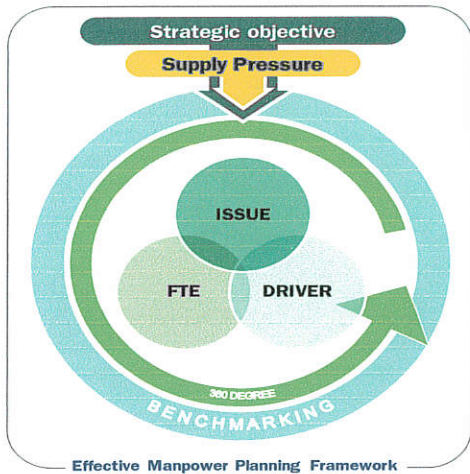 Strategic objective
Supply Pressure
ISSUE
FTE
DRIVER
360 DEGREE
BENCHMARKING
Effective Manpower Planning Framework